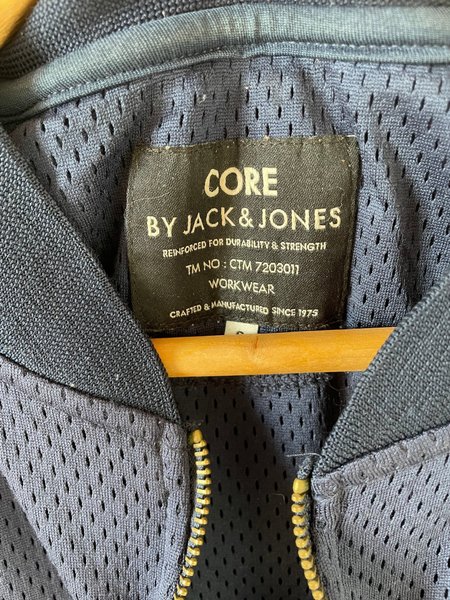 CORE
BY JACK & JONES
REINFORCED FOR DURABILITY & STRENGTH
TM NO : CTM 7203011
WORKWEAR
CRAFTED & MANUFACTURED SINCE 1975